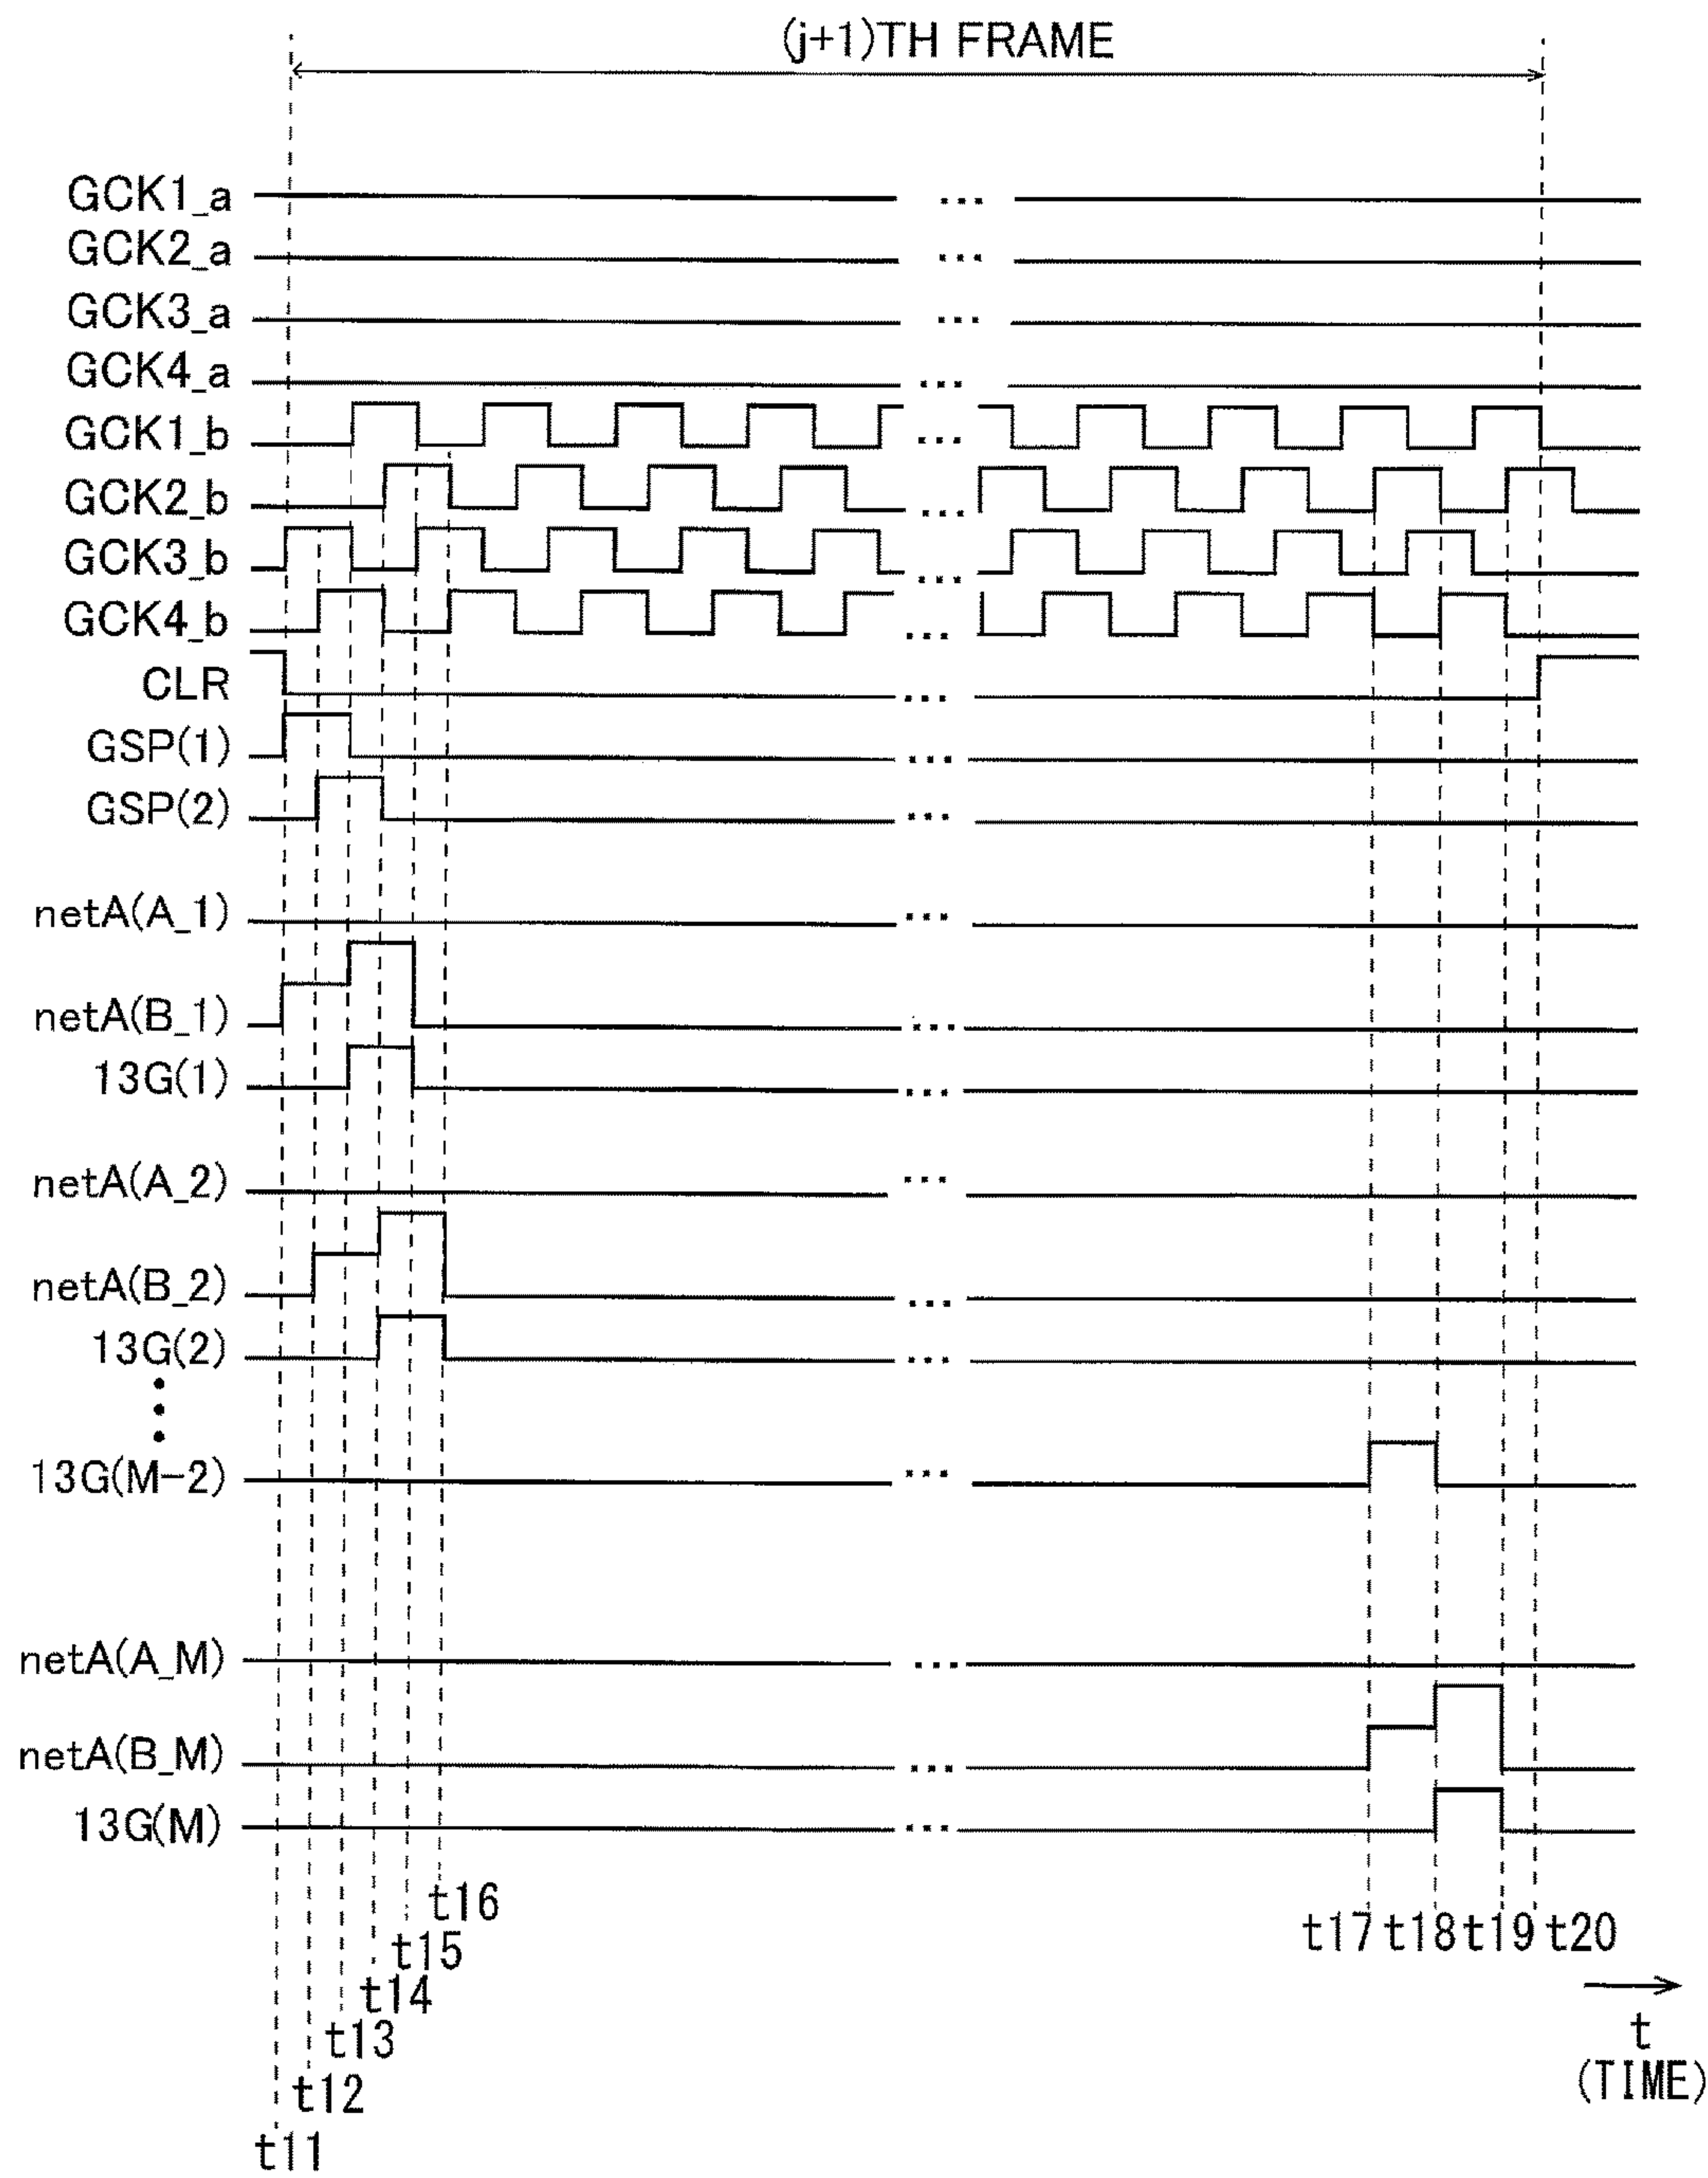 (j+1)TH FRAME
GCK1_a
GCK2_a
GCK3_a
GCK4_a
GCK1_b
GCK2_b
GCK3_b
GCK4_b
CLR
GSP(1)
GSP(2)
netA(A_1)
netA(B_1)
13G(1)
netA(A_2)
netA(B_2)
13G(2)
13G(M-2)
netA(A_M)
netA(B_M)
13G(M)
t16
t17 t18 t19 t20
t15
t14
t13
t
t12
(TIME)
t11